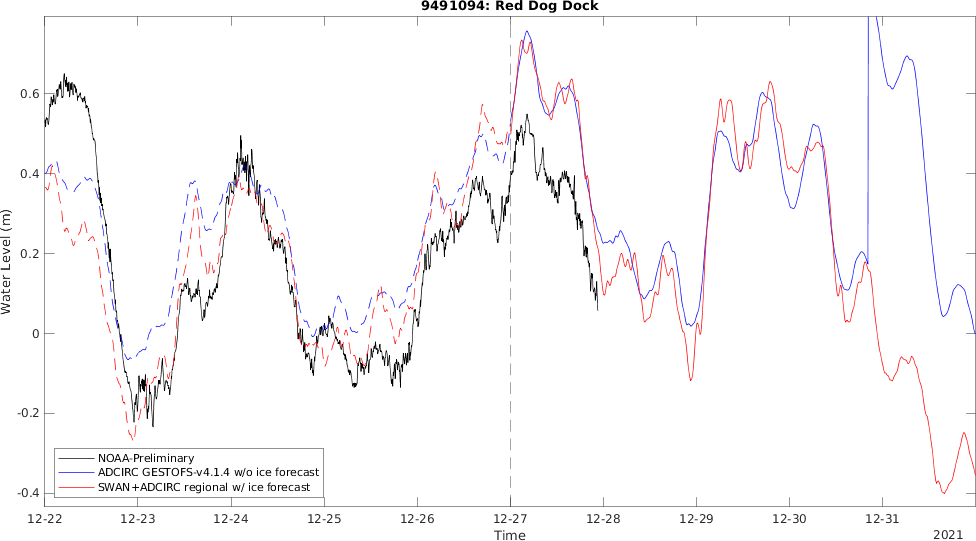 9491094: Red Dog Dock
Water Level (m)
0.6
0.4
0.2
0
-0.2
-0.4
NOAA-Preliminary
ADCIRC GESTOFS-v4.1.4 w/o ice forecast
SWAN+ADCIRC regional w/ ice forecast
12-22 12-23 12-24 12-25 12-26 12-27 12-28 12-29 12-30 12-31
Time
2021